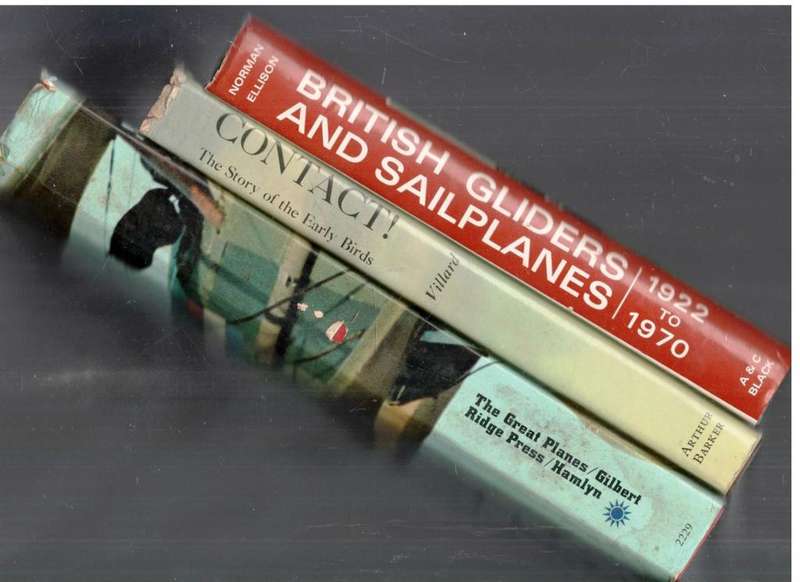 NORMAN
ELLISON
BRITISH GLIDERS
AND SAILPLANES
1922
TO
1970
A & C
BLACK
CONTACT!
The Story of the Early Birds
Villard
ARTHUR
BARKER
The Great Planes/Gilbert
Ridge Press/Hamlyn
2229